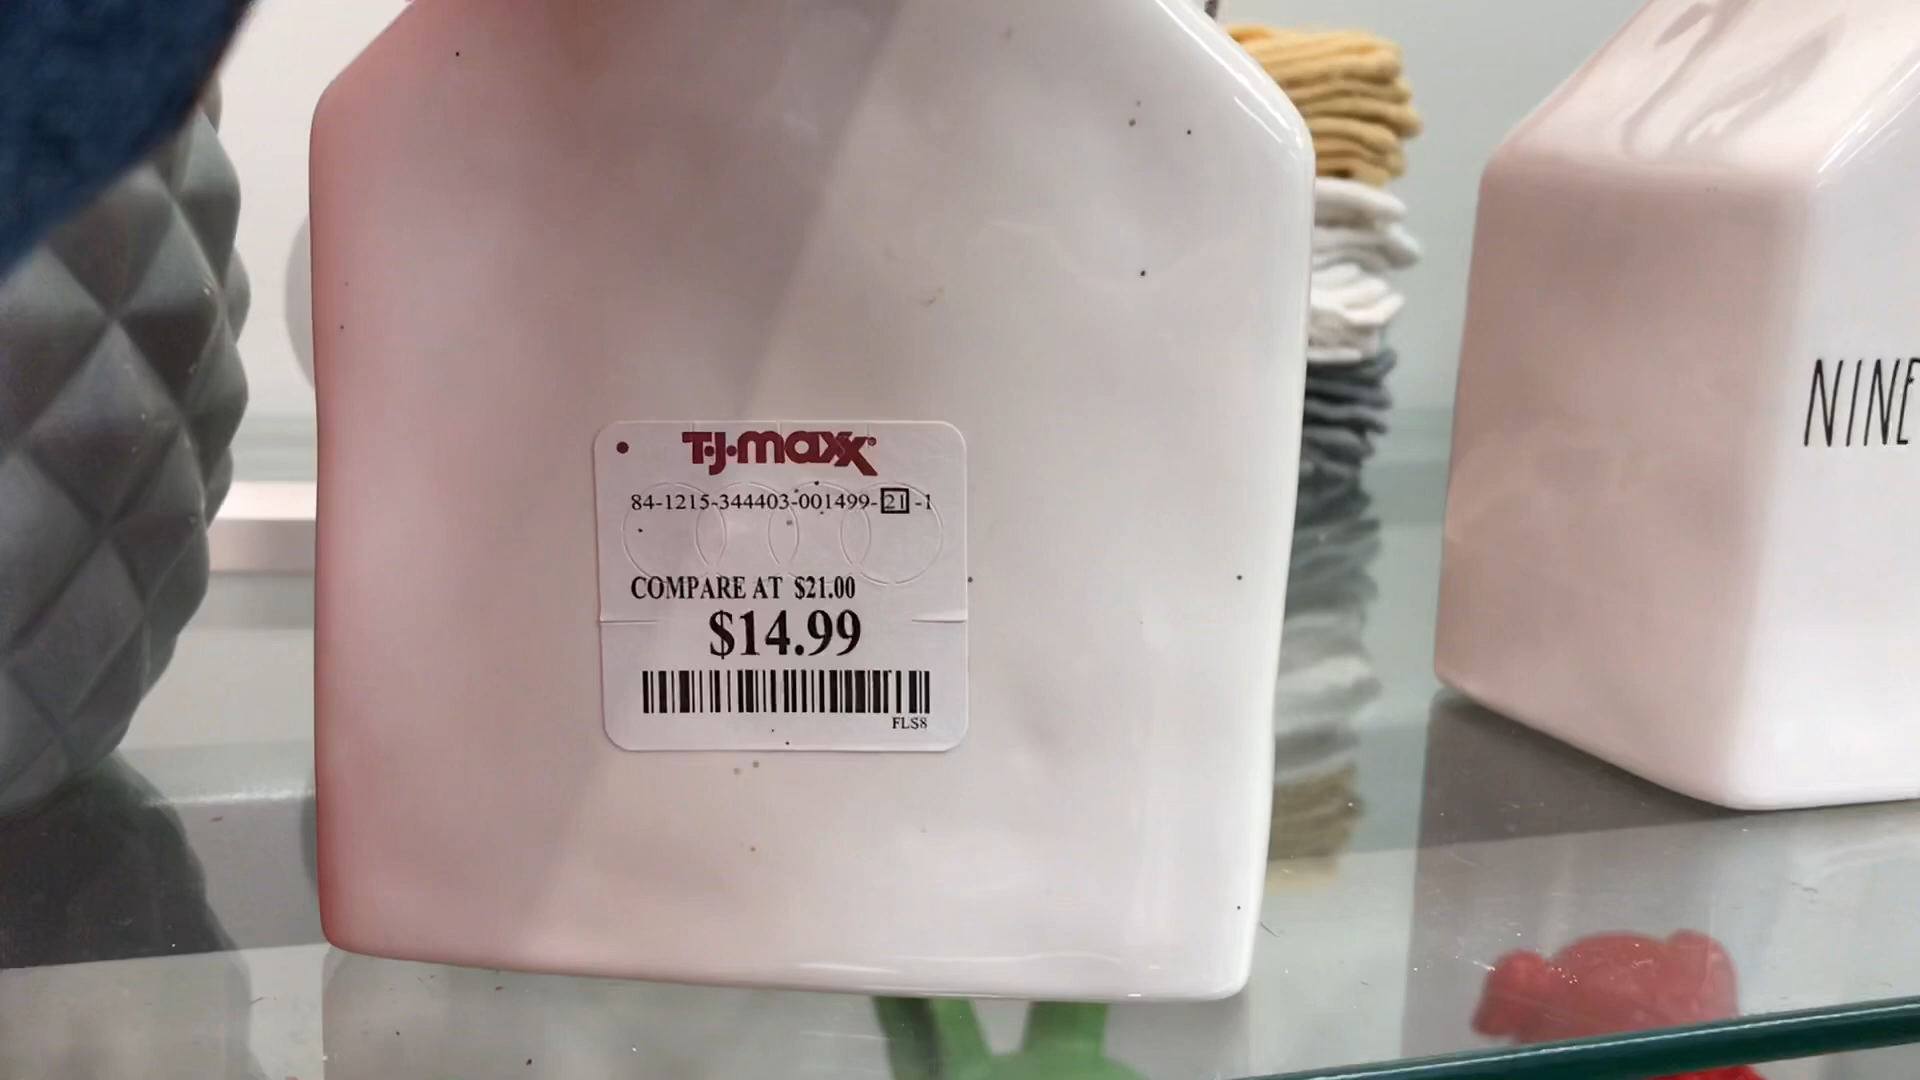 T·J·maxx®
84-1215-344403-001499-21-1
COMPARE AT $21.00
$14.99
FLS8
NINE